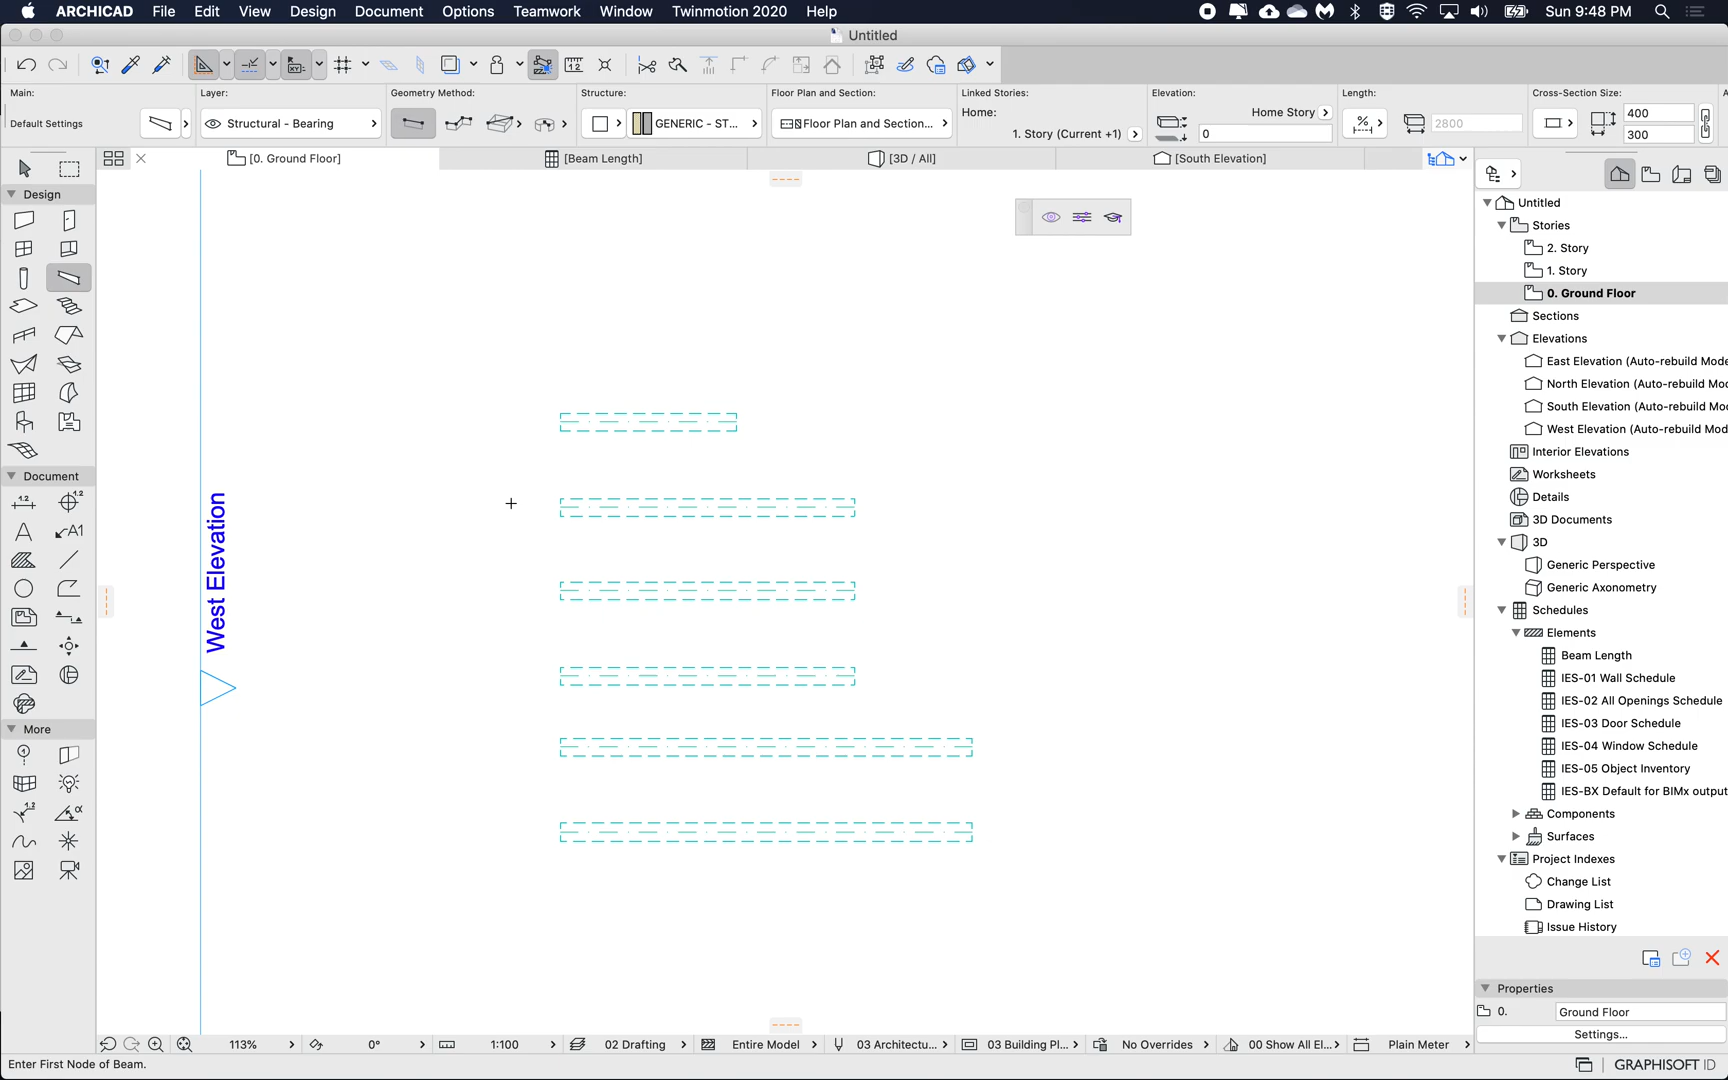 ARCHICAD File Edit View Design Document Options Teamwork Window Twinmotion 2020 Help Sun 9:48 PM
Untitled
Main: Layer: Geometry Method: Structure: Floor Plan and Section: Linked Stories: Elevation: Length: Cross-Section Size:
Home: Home Story 400
Default Settings Structural - Bearing GENERIC - ST... Floor Plan and Section... 2800
1. Story (Current +1) 0 300
[0. Ground Floor] [Beam Length] [3D / All] [South Elevation]
Design
Document
More
West Elevation
Untitled
Stories
2. Story
1. Story
0. Ground Floor
Sections
Elevations
East Elevation (Auto-rebuild Mode
North Elevation (Auto-rebuild Mo
South Elevation (Auto-rebuild Mo
West Elevation (Auto-rebuild Mod
Interior Elevations
Worksheets
Details
3D Documents
3D
Generic Perspective
Generic Axonometry
Schedules
Elements
Beam Length
IES-01 Wall Schedule
IES-02 All Openings Schedule
IES-03 Door Schedule
IES-04 Window Schedule
IES-05 Object Inventory
IES-BX Default for BIMx output
Components
Surfaces
Project Indexes
Change List
Drawing List
Issue History
Properties
0. Ground Floor
Settings...
113% 0° 1:100 02 Drafting Entire Model 03 Architectu... 03 Building Pl... No Overrides 00 Show All El... Plain Meter
Enter First Node of Beam. GRAPHISOFT ID